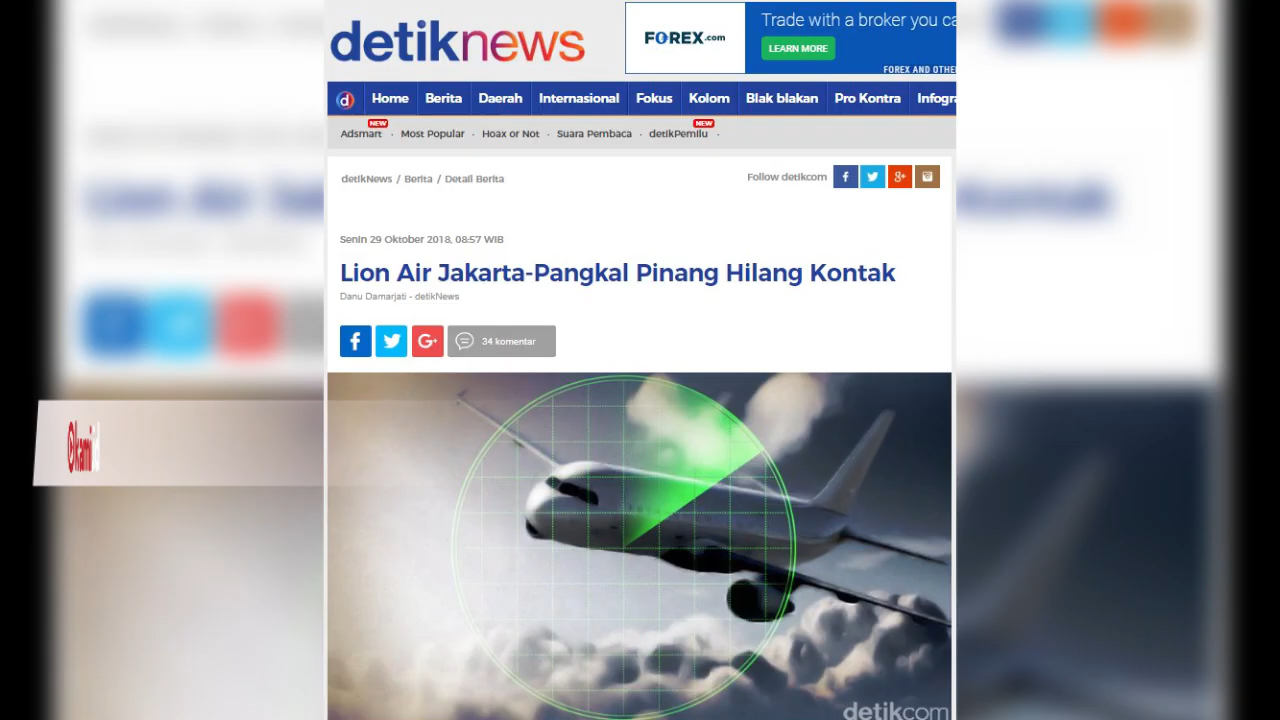 detiknews
FOREX.com
Trade with a broker you ca
LEARN MORE
FOREX AND OTHE
d Home Berita Daerah Internasional Fokus Kolom Blak blakan Pro Kontra Infogra
NEW NEW
Adsmart · Most Popular · Hoax or Not · Suara Pembaca · detikPemilu ·
detikNews / Berita / Detail Berita
Follow detikcom f g+
Senin 29 Oktober 2018, 08:57 WIB
Lion Air Jakarta-Pangkal Pinang Hilang Kontak
Danu Damarjati - detikNews
f G+ 34 komentar
kami
detikcom